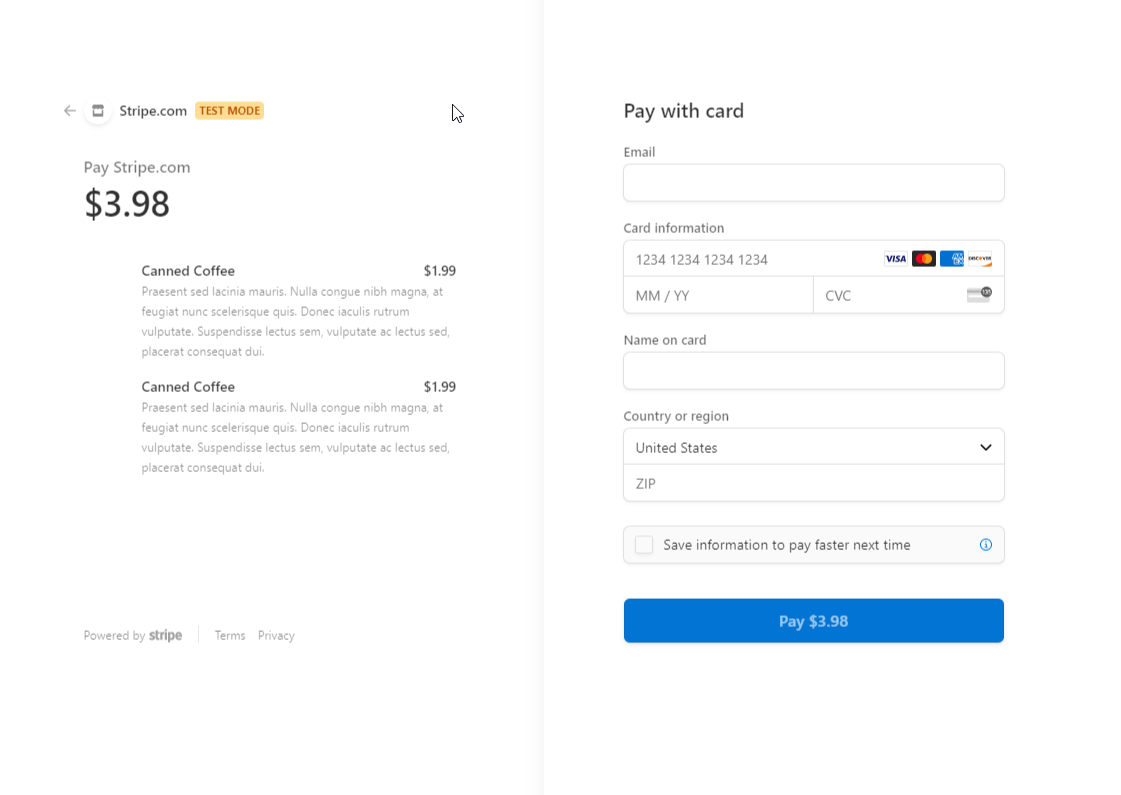 Stripe.com TEST MODE
Pay Stripe.com
$3.98
Canned Coffee $1.99
Praesent sed lacinia mauris. Nulla congue nibh magna, at
feugiat nunc scelerisque quis. Donec iaculis rutrum
vulputate. Suspendisse lectus sem, vulputate ac lectus sed,
placerat consequat dui.
Canned Coffee $1.99
Praesent sed lacinia mauris. Nulla congue nibh magna, at
feugiat nunc scelerisque quis. Donec iaculis rutrum
vulputate. Suspendisse lectus sem, vulputate ac lectus sed,
placerat consequat dui.
Powered by stripe Terms Privacy
Pay with card
Email
Card information
1234 1234 1234 1234 VISA AMEX DISCOVER
MM / YY CVC
Name on card
Country or region
United States
ZIP
Save information to pay faster next time
Pay $3.98